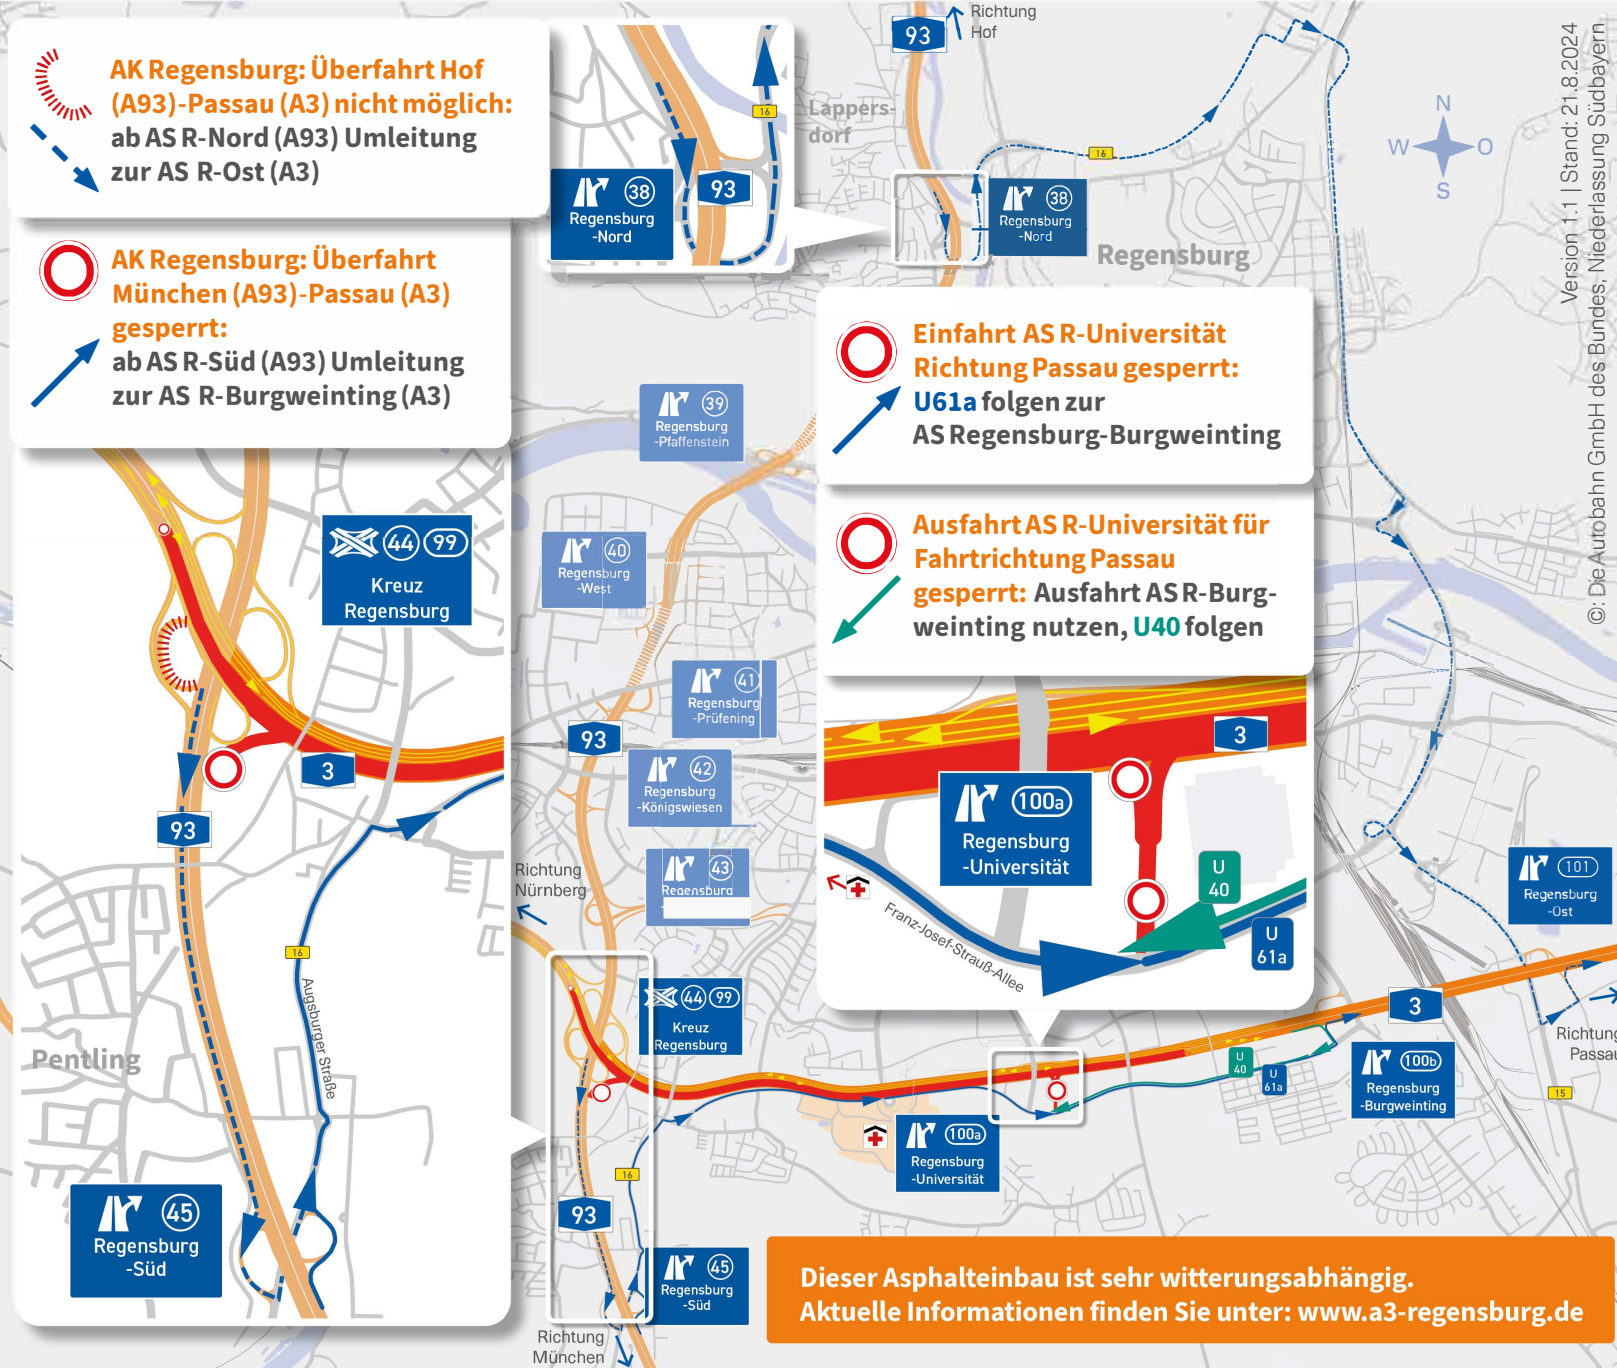 AK Regensburg: Überfahrt Hof
(A93)-Passau (A3) nicht möglich:
ab AS R-Nord (A93) Umleitung
zur AS R-Ost (A3)
AK Regensburg: Überfahrt
München (A93)-Passau (A3)
gesperrt:
ab AS R-Süd (A93) Umleitung
zur AS R-Burgweinting (A3)
16
93
38
Regensburg
-Nord
93
Richtung
Hof
Lappers-
dorf
16
38
Regensburg
-Nord
Regensburg
N
W
O
S
Version 1.1 | Stand: 21.8.2024
©: Die Autobahn GmbH des Bundes, Niederlassung Südbayern
Einfahrt AS R-Universität
Richtung Passau gesperrt:
U61a folgen zur
AS Regensburg-Burgweinting
Ausfahrt AS R-Universität für
Fahrtrichtung Passau
gesperrt: Ausfahrt AS R-Burg-
weinting nutzen, U40 folgen
3
100a
Regensburg
-Universität
U
40
U
61a
Franz-Josef-Strauß-Allee
39
Regensburg
-Pfaffenstein
40
Regensburg
-West
41
Regensburg
-Prüfening
93
42
Regensburg
-Königswiesen
43
Regensburg
Richtung
Nürnberg
44 99
Kreuz
Regensburg
3
93
16
Augsburger Straße
Pentling
45
Regensburg
-Süd
44 99
Kreuz
Regensburg
16
93
45
Regensburg
-Süd
Richtung
München
100a
Regensburg
-Universität
U
40
U
61a
3
100b
Regensburg
-Burgweinting
101
Regensburg
-Ost
Richtung
Passau
15
Dieser Asphalteinbau ist sehr witterungsabhängig.
Aktuelle Informationen finden Sie unter: www.a3-regensburg.de